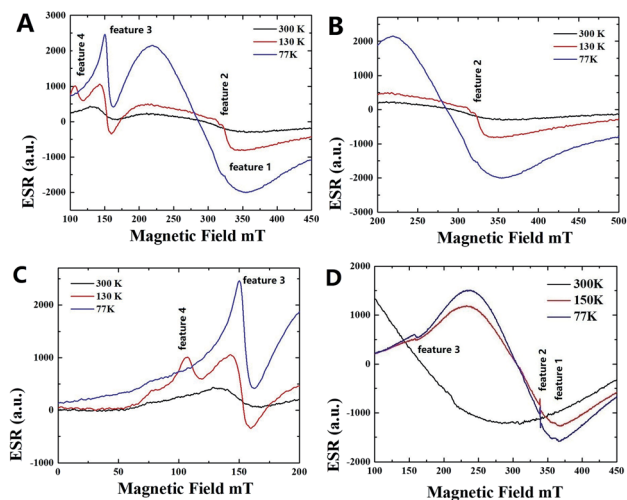 A
feature 3
feature 4
300 K
130 K
77K
feature 2
feature 1
2000
1000
0
-1000
-2000
ESR (a.u.)
100 150 200 250 300 350 400 450
Magnetic Field mT
B
300 K
130 K
77K
feature 2
2000
1000
0
-1000
-2000
-3000
ESR (a.u.)
200 250 300 350 400 450 500
Magnetic Field mT
C
300 K
130 K
77K
feature 3
feature 4
2000
1000
0
-1000
ESR (a.u.)
0 50 100 150 200
Magnetic Field mT
D
300K
150K
77K
feature 3
feature 2
feature 1
2000
1000
0
-1000
-2000
ESR (a.u.)
100 150 200 250 300 350 400 450
Magnetic Field mT